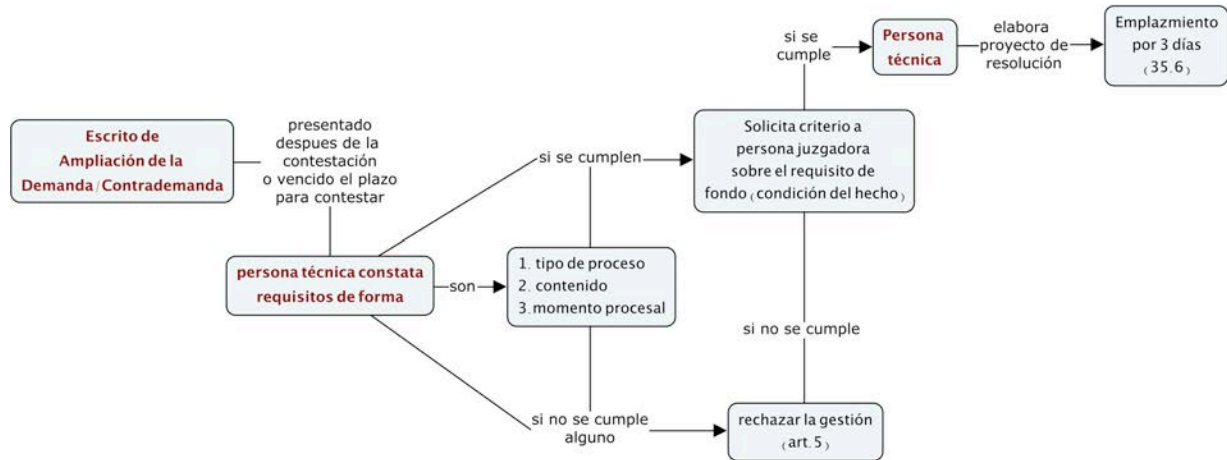 Escrito de
Ampliación de la
Demanda/Contrademanda
presentado
despues de la
contestación
o vencido el plazo
para contestar
persona técnica constata
requisitos de forma
son
1. tipo de proceso
2. contenido
3. momento procesal
si se cumplen
Solicita criterio a
persona juzgadora
sobre el requisito de
fondo (condición del hecho)
si se
cumple
Persona
técnica
elabora
proyecto de
resolución
Emplazmiento
por 3 días
(35.6)
si no se cumple
si no se cumple
alguno
rechazar la gestión
(art.5)